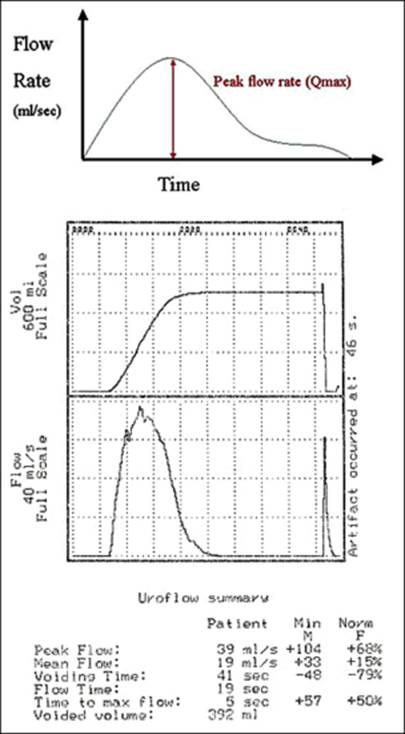 Flow
Rate
(ml/sec)
Peak flow rate (Qmax)
Time
0000 0020 0040
Vol
600 ml
Full Scale
Flow
40 ml/s
Full Scale
Artifact occurred at: 46 s.
Uroflow summary
Patient Min Norm
M F
Peak Flow: 39 ml/s +104 +68%
Mean Flow: 19 ml/s +33 +15%
Voiding Time: 41 sec -48 -79%
Flow Time: 19 sec
Time to max flow: 5 sec +57 +50%
Voided volume: 392 ml